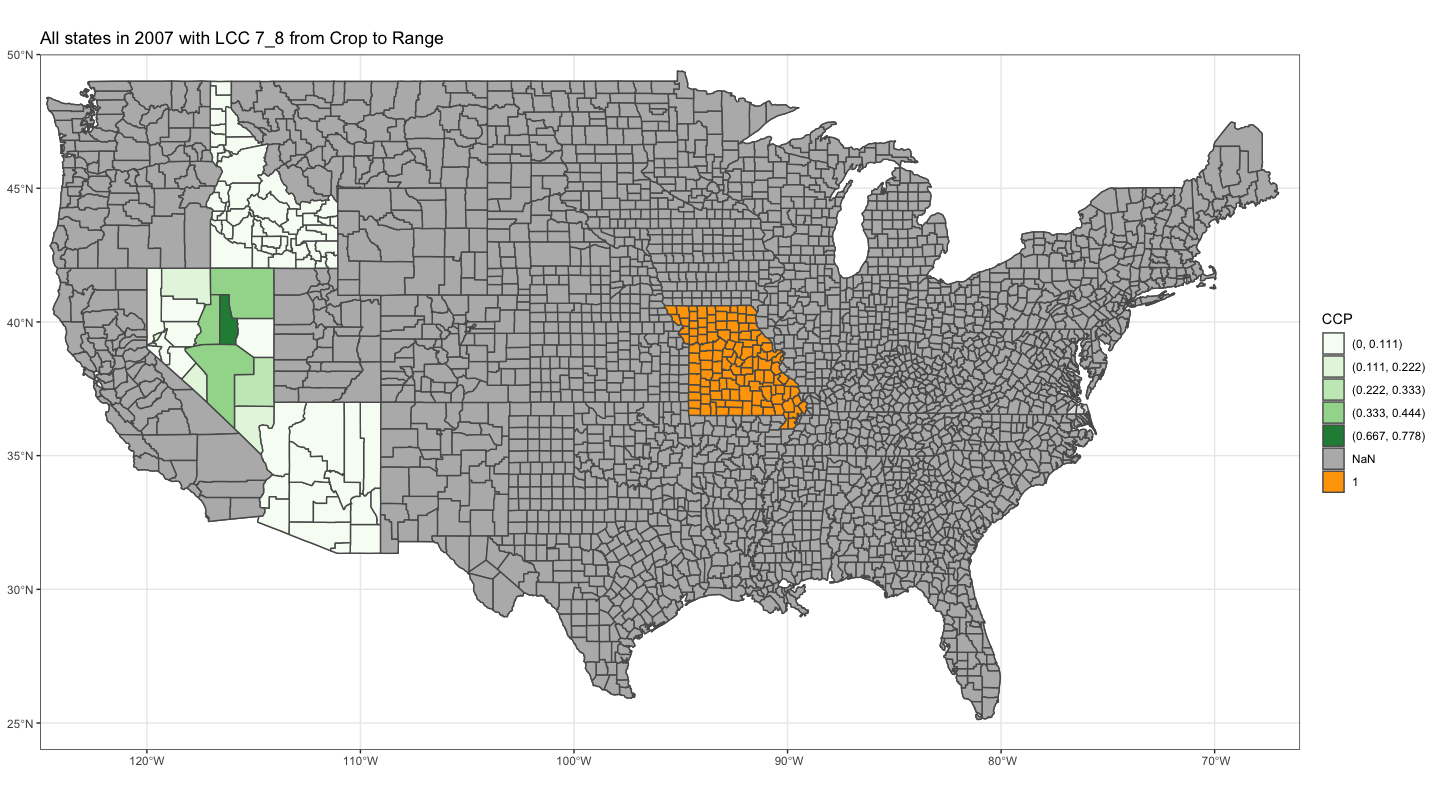 All states in 2007 with LCC 7_8 from Crop to Range
50°N
45°N
40°N
35°N
30°N
25°N
120°W
110°W
100°W
90°W
80°W
70°W
CCP
(0, 0.111)
(0.111, 0.222)
(0.222, 0.333)
(0.333, 0.444)
(0.667, 0.778)
NaN
1